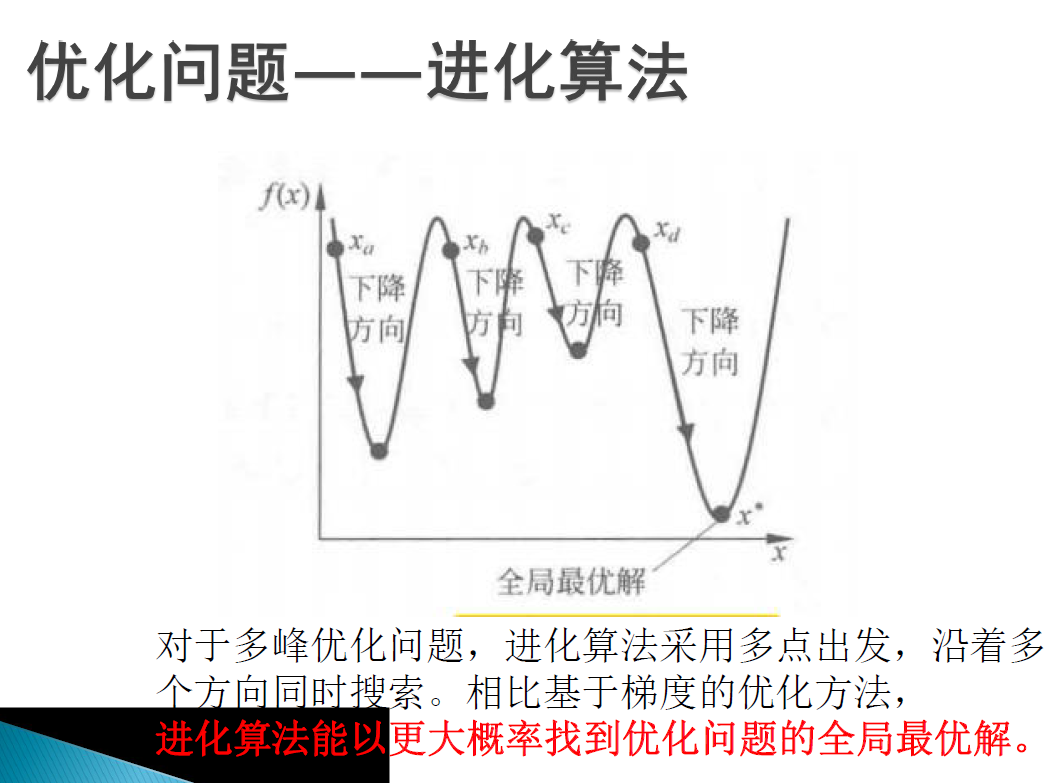 优化问题——进化算法
f(x)
xa
xb
xc
xd
下降
方向
下降
方向
下降
方向
下降
方向
x*
x
全局最优解
对于多峰优化问题，进化算法采用多点出发，沿着多
个方向同时搜索。相比基于梯度的优化方法，
进化算法能以更大概率找到优化问题的全局最优解。